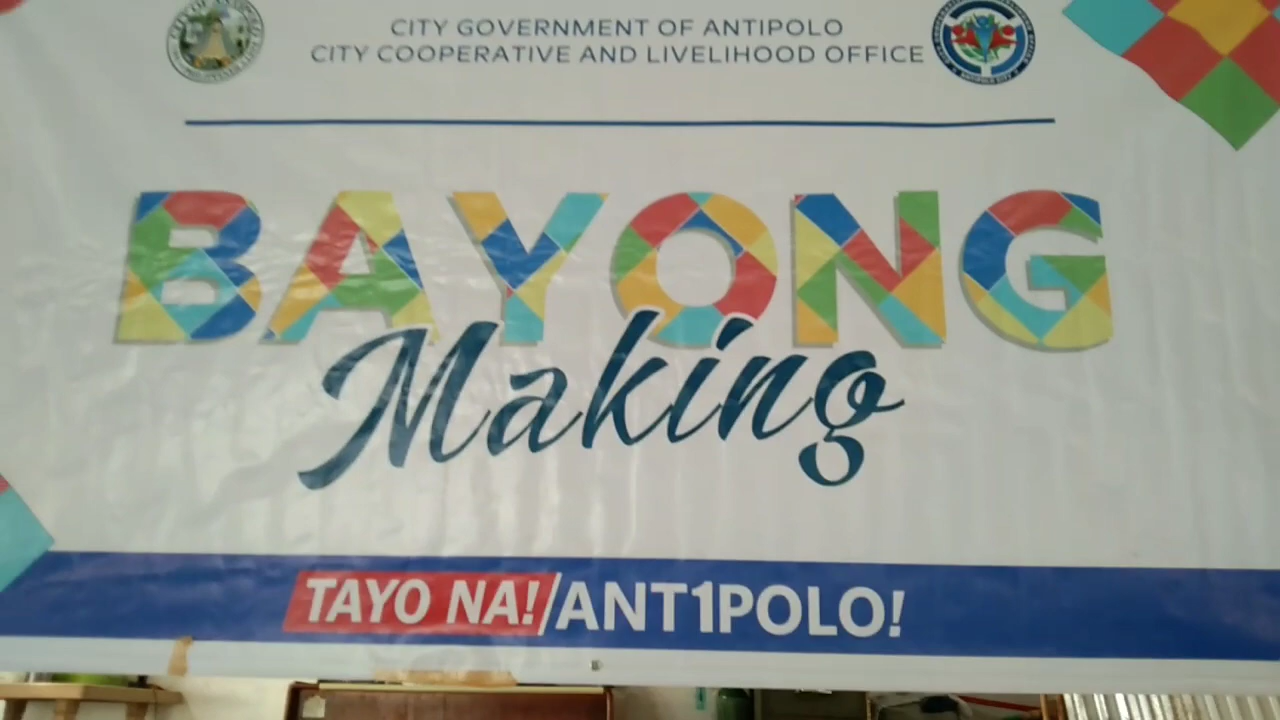 CITY GOVERNMENT OF ANTIPOLO
CITY COOPERATIVE AND LIVELIHOOD OFFICE
BAYONG
Making
TAYO NA!/ANT1POLO!